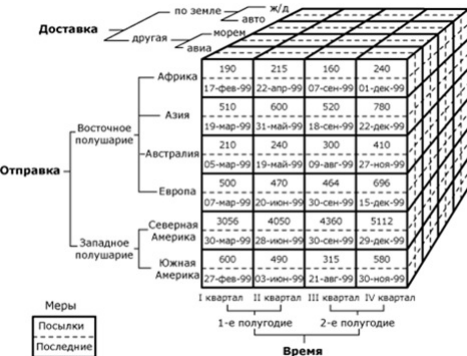 по земле
ж/д
авто
Доставка
другая
морем
авиа
190 215 160 240
Африка
17-фев-99 22-апр-99 07-сен-99 01-дек-99
510 600 520 780
Азия
19-мар-99 31-май-99 18-сен-99 22-дек-99
Восточное
полушарие
210 240 300 410
Австралия
05-мар-99 19-май-99 09-авг-99 27-ноя-99
Отправка
500 470 464 696
Европа
07-мар-99 20-июн-99 30-сен-99 15-дек-99
3056 4050 4360 5112
Северная
Америка
30-мар-99 28-июн-99 30-сен-99 29-дек-99
Западное
полушарие
600 490 315 580
Южная
Америка
27-фев-99 03-июн-99 21-авг-99 30-ноя-99
I квартал II квартал III квартал IV квартал
1-е полугодие 2-е полугодие
Время
Меры
Посылки
Последние